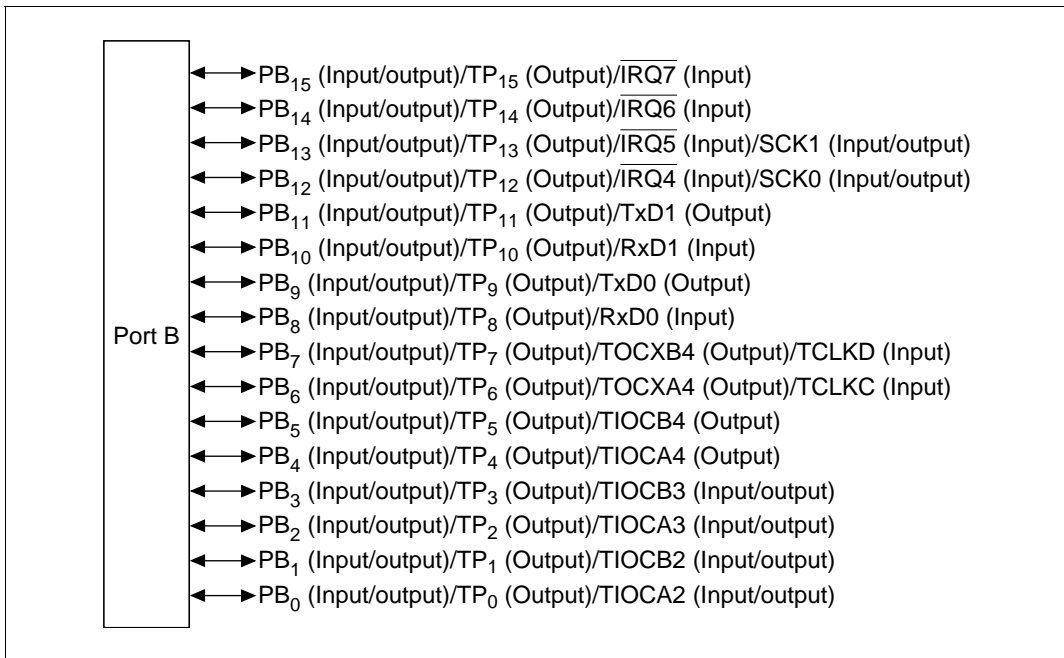 PB15 (Input/output)/TP15 (Output)/I̅R̅Q̅7̅ (Input)
PB14 (Input/output)/TP14 (Output)/I̅R̅Q̅6̅ (Input)
PB13 (Input/output)/TP13 (Output)/I̅R̅Q̅5̅ (Input)/SCK1 (Input/output)
PB12 (Input/output)/TP12 (Output)/I̅R̅Q̅4̅ (Input)/SCK0 (Input/output)
PB11 (Input/output)/TP11 (Output)/TxD1 (Output)
PB10 (Input/output)/TP10 (Output)/RxD1 (Input)
PB9 (Input/output)/TP9 (Output)/TxD0 (Output)
PB8 (Input/output)/TP8 (Output)/RxD0 (Input)
Port B
PB7 (Input/output)/TP7 (Output)/TOCXB4 (Output)/TCLKD (Input)
PB6 (Input/output)/TP6 (Output)/TOCXA4 (Output)/TCLKC (Input)
PB5 (Input/output)/TP5 (Output)/TIOCB4 (Output)
PB4 (Input/output)/TP4 (Output)/TIOCA4 (Output)
PB3 (Input/output)/TP3 (Output)/TIOCB3 (Input/output)
PB2 (Input/output)/TP2 (Output)/TIOCA3 (Input/output)
PB1 (Input/output)/TP1 (Output)/TIOCB2 (Input/output)
PB0 (Input/output)/TP0 (Output)/TIOCA2 (Input/output)